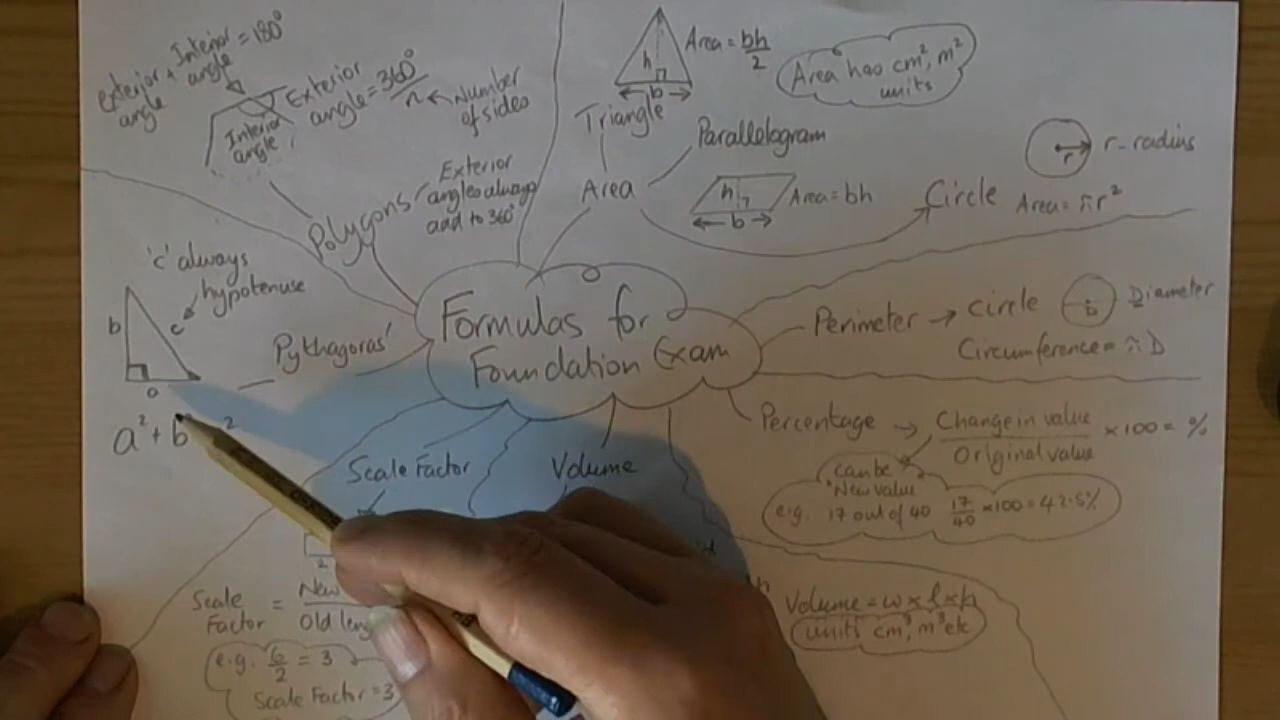 Exterior + Interior = 180°
angle angle
Interior
angle
Exterior
angle = 360°
n ← Number
of sides
Polygons
Exterior
angles always
add to 360°
h
b
Area = bh
2
Area has cm², m²
units
Triangle
Area
Parallelogram
h
b
Area = bh
Circle
r
r - radius
Area = πr²
'c' always
hypotenuse
b
c
a
Pythagoras'
a² + b
2
Formulas for
Foundation Exam
Perimeter → Circle
D
Diameter
Circumference = πD
Percentage → Change in value × 100 = %
Original value
can be
"New value"
e.g. 17 out of 40 17/40 × 100 = 42.5%
Scale Factor
2
Scale
Factor = New
Old len
e.g. 6/2 = 3
Scale Factor = 3
Volume
Volume = w × l × h
units cm³, m³ etc